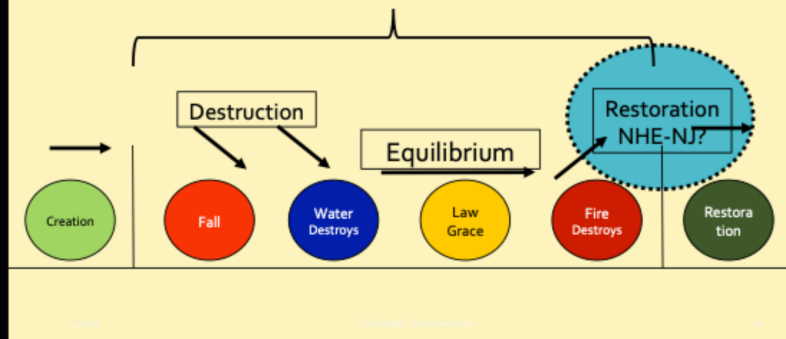 Destruction
Restoration
NHE-NJ?
Equilibrium
Creation
Fall
Water
Destroys
Law
Grace
Fire
Destroys
Restora
tion